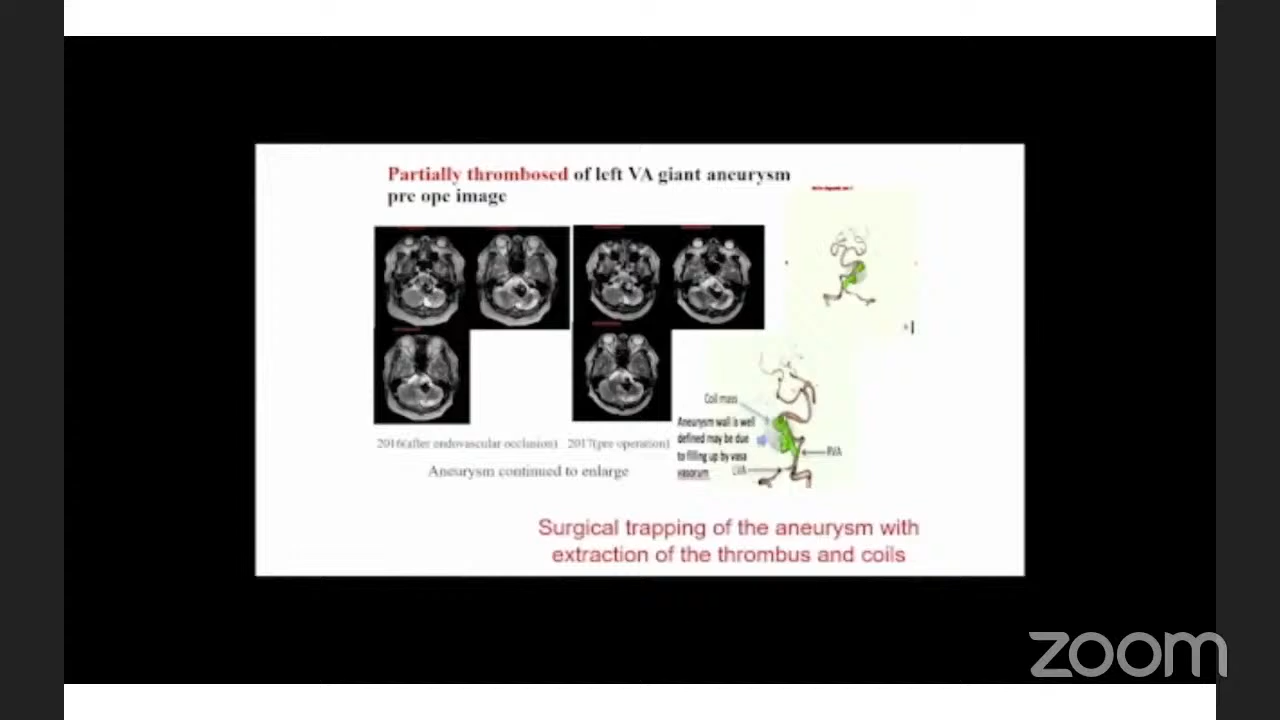 Partially thrombosed of left VA giant aneurysm
pre ope image
2016(after endovascular occlusion)
2017(pre operation)
Aneurysm continued to enlarge
Coil mass
Aneurysm wall is well
defined may be due
to filling up by vasa
vasorum
LVA
RVA
Surgical trapping of the aneurysm with
extraction of the thrombus and coils
zoom